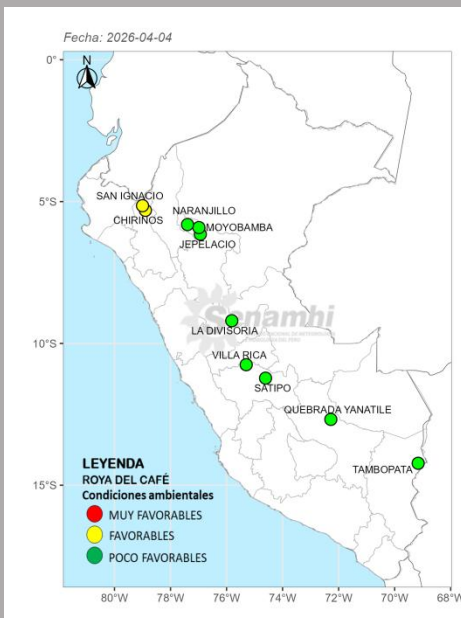 Fecha: 2026-04-04
0°
N
SAN IGNACIO
5°S
NARANJILLO
CHIRINOS
MOYOBAMBA
JEPELACIO
Senamhi
LA DIVISORIA
10°S
VILLA RICA
SATIPO
QUEBRADA YANATILE
TAMBOPATA
LEYENDA
ROYA DEL CAFÉ
Condiciones ambientales
15°S
MUY FAVORABLES
FAVORABLES
POCO FAVORABLES
80°W 78°W 76°W 74°W 72°W 70°W 68°W